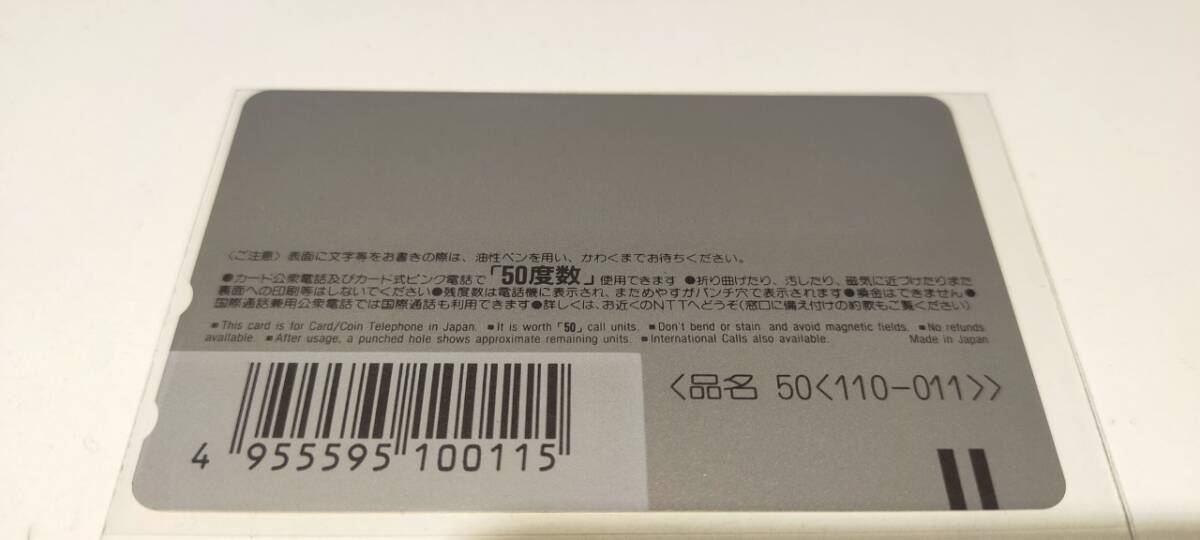 〈ご注意〉表面に文字等をお書きの際は、油性ペンを用い、かわくまでお待ちください。
●カード公衆電話及びカード式ピンク電話で「50度数」使用できます ●折り曲げたり、汚したり、磁気に近づけたりまた
表面への印刷等はしないでください●残度数は電話機に表示され、まためやすがパンチ穴で表示されます●換金はできません●
国際通話兼用公衆電話では国際通話も利用できます●詳しくは、お近くのNTTへどうぞ(窓口に備え付けの約款もご覧ください)
■This card is for Card/Coin Telephone in Japan. ■It is worth「50」call units. ■Don't bend or stain and avoid magnetic fields. ■No refunds
available. ■After usage, a punched hole shows approximate remaining units. ■International Calls also available. Made in Japan
〈品名 50〈110-011〉〉
4 955595 100115